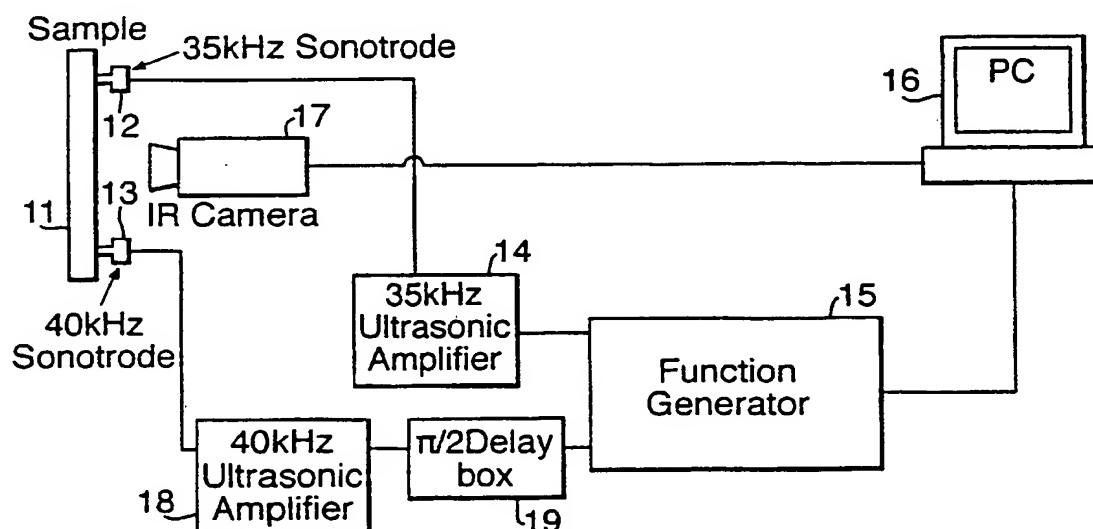 Sample
35kHz Sonotrode
12
17
16
PC
11
13
IR Camera
40kHz
Sonotrode
14
35kHz
Ultrasonic
Amplifier
15
Function
Generator
40kHz
Ultrasonic
Amplifier
18
π/2Delay
box
19